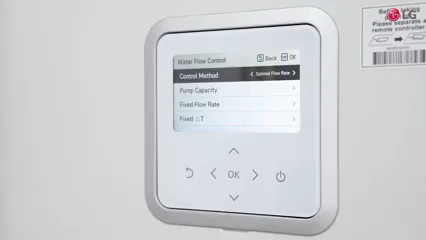 LG
Please separate
remote controller
Water Flow Control
Back
OK
Control Method
Optional Flow Rate
Pump Capacity
Fixed Flow Rate
Fixed △T
OK